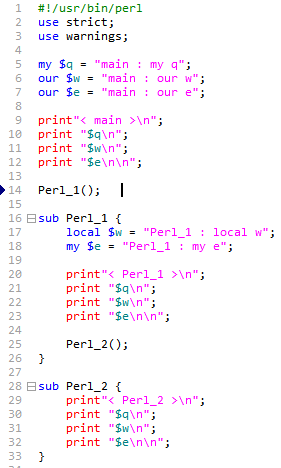 1 #!/usr/bin/perl
2 use strict;
3 use warnings;
4
5 my $q = "main : my q";
6 our $w = "main : our w";
7 our $e = "main : our e";
8
9 print"< main >\n";
10 print "$q\n";
11 print "$w\n";
12 print "$e\n\n";
13
14 Perl_1();
15
16 sub Perl_1 {
17 local $w = "Perl_1 : local w";
18 my $e = "Perl_1 : my e";
19
20 print"< Perl_1 >\n";
21 print "$q\n";
22 print "$w\n";
23 print "$e\n\n";
24
25 Perl_2();
26 }
27
28 sub Perl_2 {
29 print"< Perl_2 >\n";
30 print "$q\n";
31 print "$w\n";
32 print "$e\n\n";
33 }